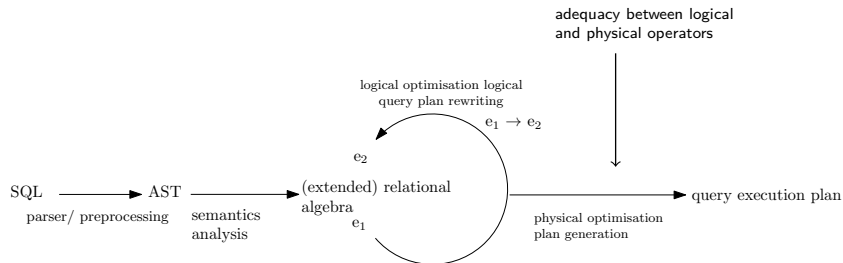 adequacy between logical
and physical operators
logical optimisation logical
query plan rewriting
e1 → e2
e2
SQL
AST
(extended) relational
algebra
query execution plan
parser/ preprocessing
semantics
analysis
e1
physical optimisation
plan generation